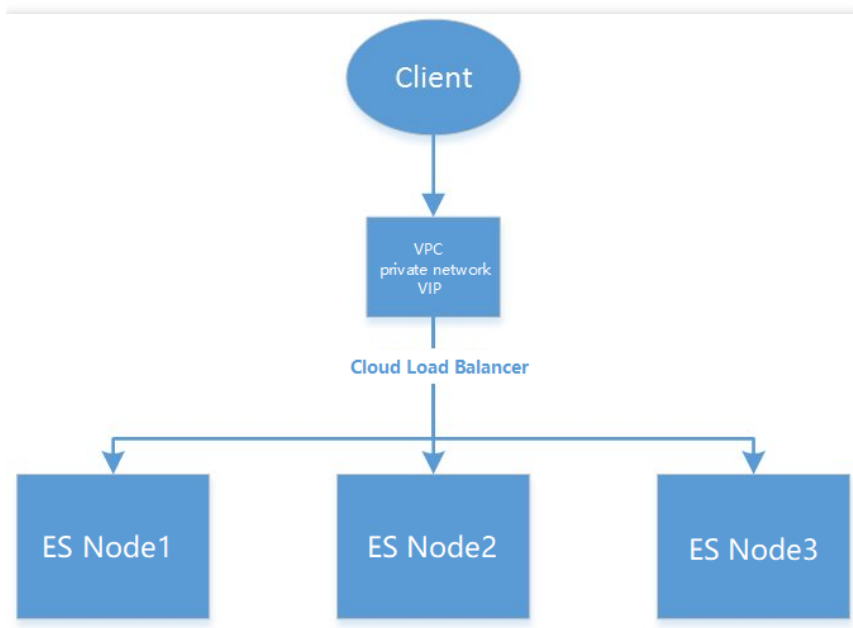 Client
VPC
private network
VIP
Cloud Load Balancer
ES Node1
ES Node2
ES Node3